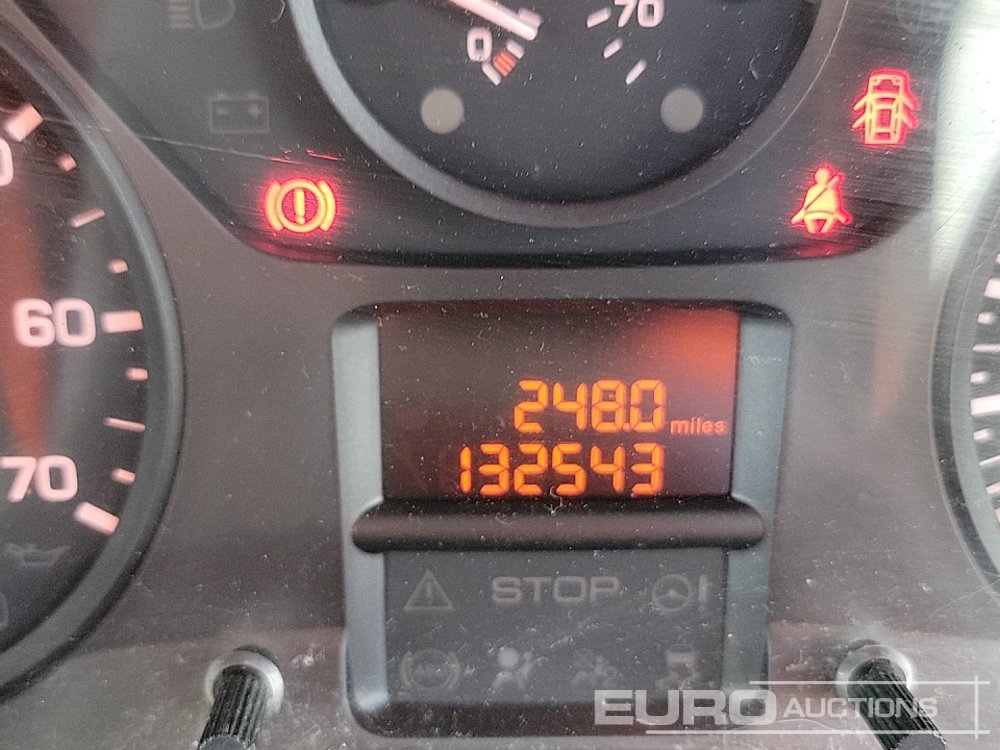 0
70
60
248.0 miles
132543
70
STOP
EURO AUCTIONS